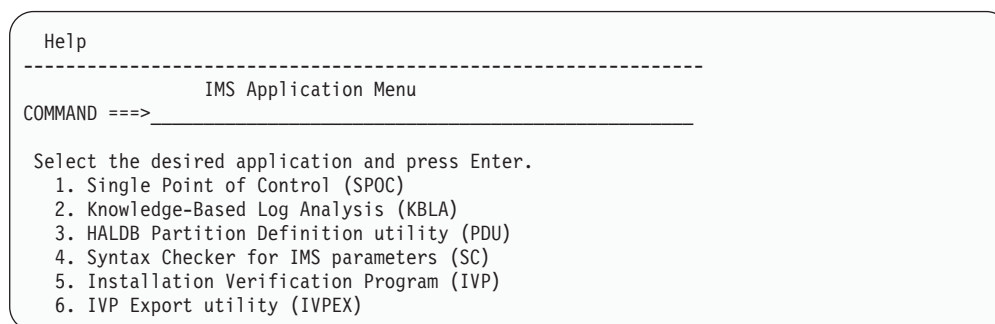 Help
-----------------------------------------------------------------
IMS Application Menu
COMMAND ===>____________________________________________________
Select the desired application and press Enter.
1. Single Point of Control (SPOC)
2. Knowledge-Based Log Analysis (KBLA)
3. HALDB Partition Definition utility (PDU)
4. Syntax Checker for IMS parameters (SC)
5. Installation Verification Program (IVP)
6. IVP Export utility (IVPEX)